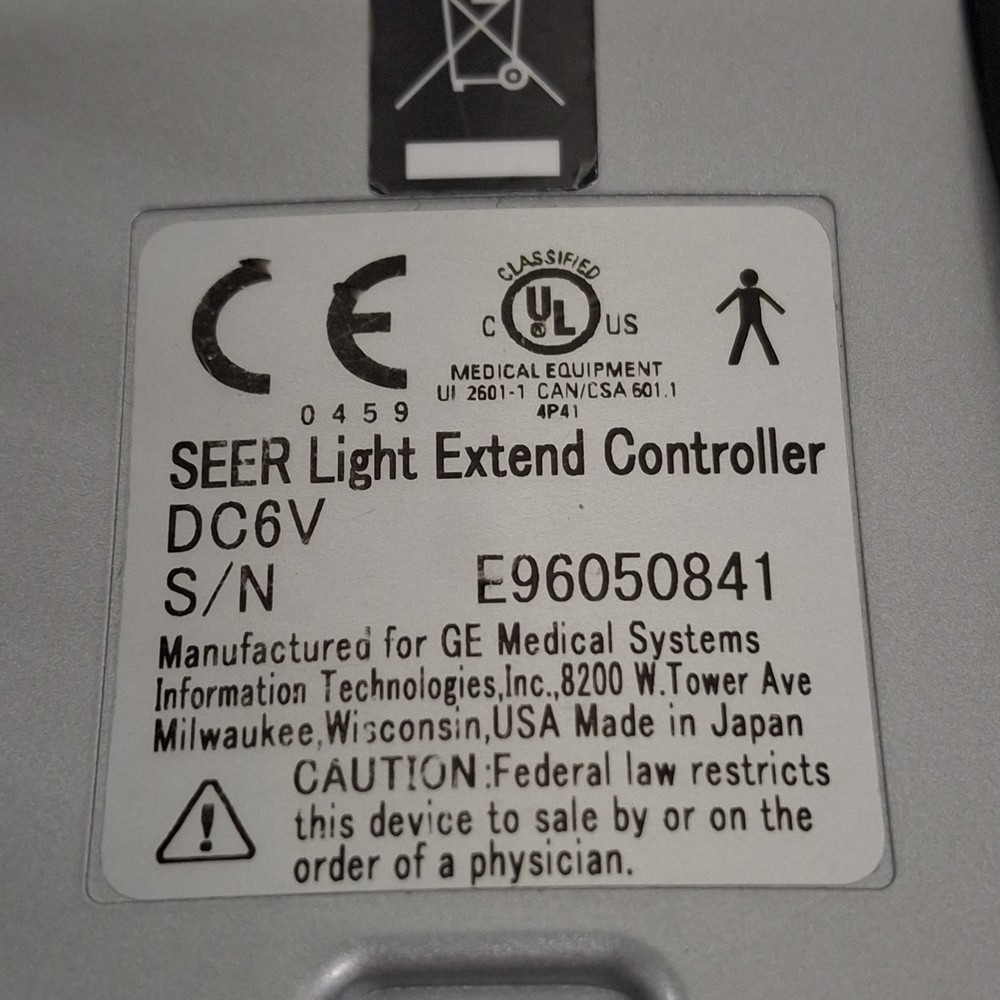 CE
0459
CLASSIFIED
C UL US
®
MEDICAL EQUIPMENT
Ul 2601-1 CAN/CSA 601.1
4P41
SEER Light Extend Controller
DC6V
S/N E96050841
Manufactured for GE Medical Systems
Information Technologies,Inc.,8200 W.Tower Ave
Milwaukee,Wisconsin,USA Made in Japan
CAUTION:Federal law restricts
this device to sale by or on the
order of a physician.